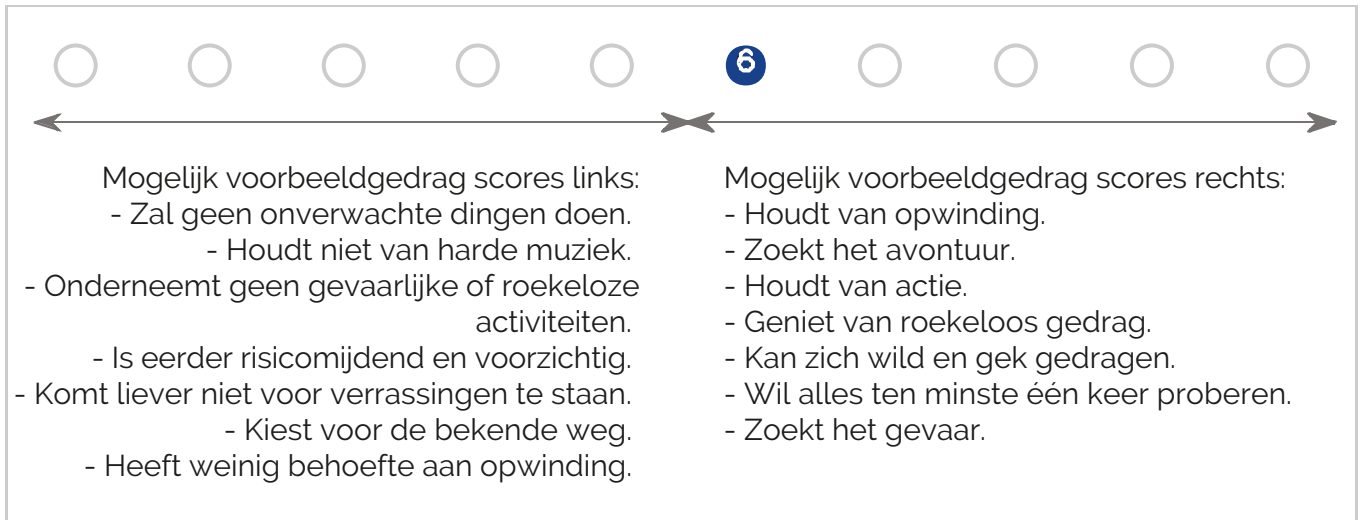 6
Mogelijk voorbeeldgedrag scores links:
- Zal geen onverwachte dingen doen.
- Houdt niet van harde muziek.
- Onderneemt geen gevaarlijke of roekeloze
activiteiten.
- Is eerder risicomijdend en voorzichtig.
- Komt liever niet voor verrassingen te staan.
- Kiest voor de bekende weg.
- Heeft weinig behoefte aan opwinding.
Mogelijk voorbeeldgedrag scores rechts:
- Houdt van opwinding.
- Zoekt het avontuur.
- Houdt van actie.
- Geniet van roekeloos gedrag.
- Kan zich wild en gek gedragen.
- Wil alles ten minste één keer proberen.
- Zoekt het gevaar.